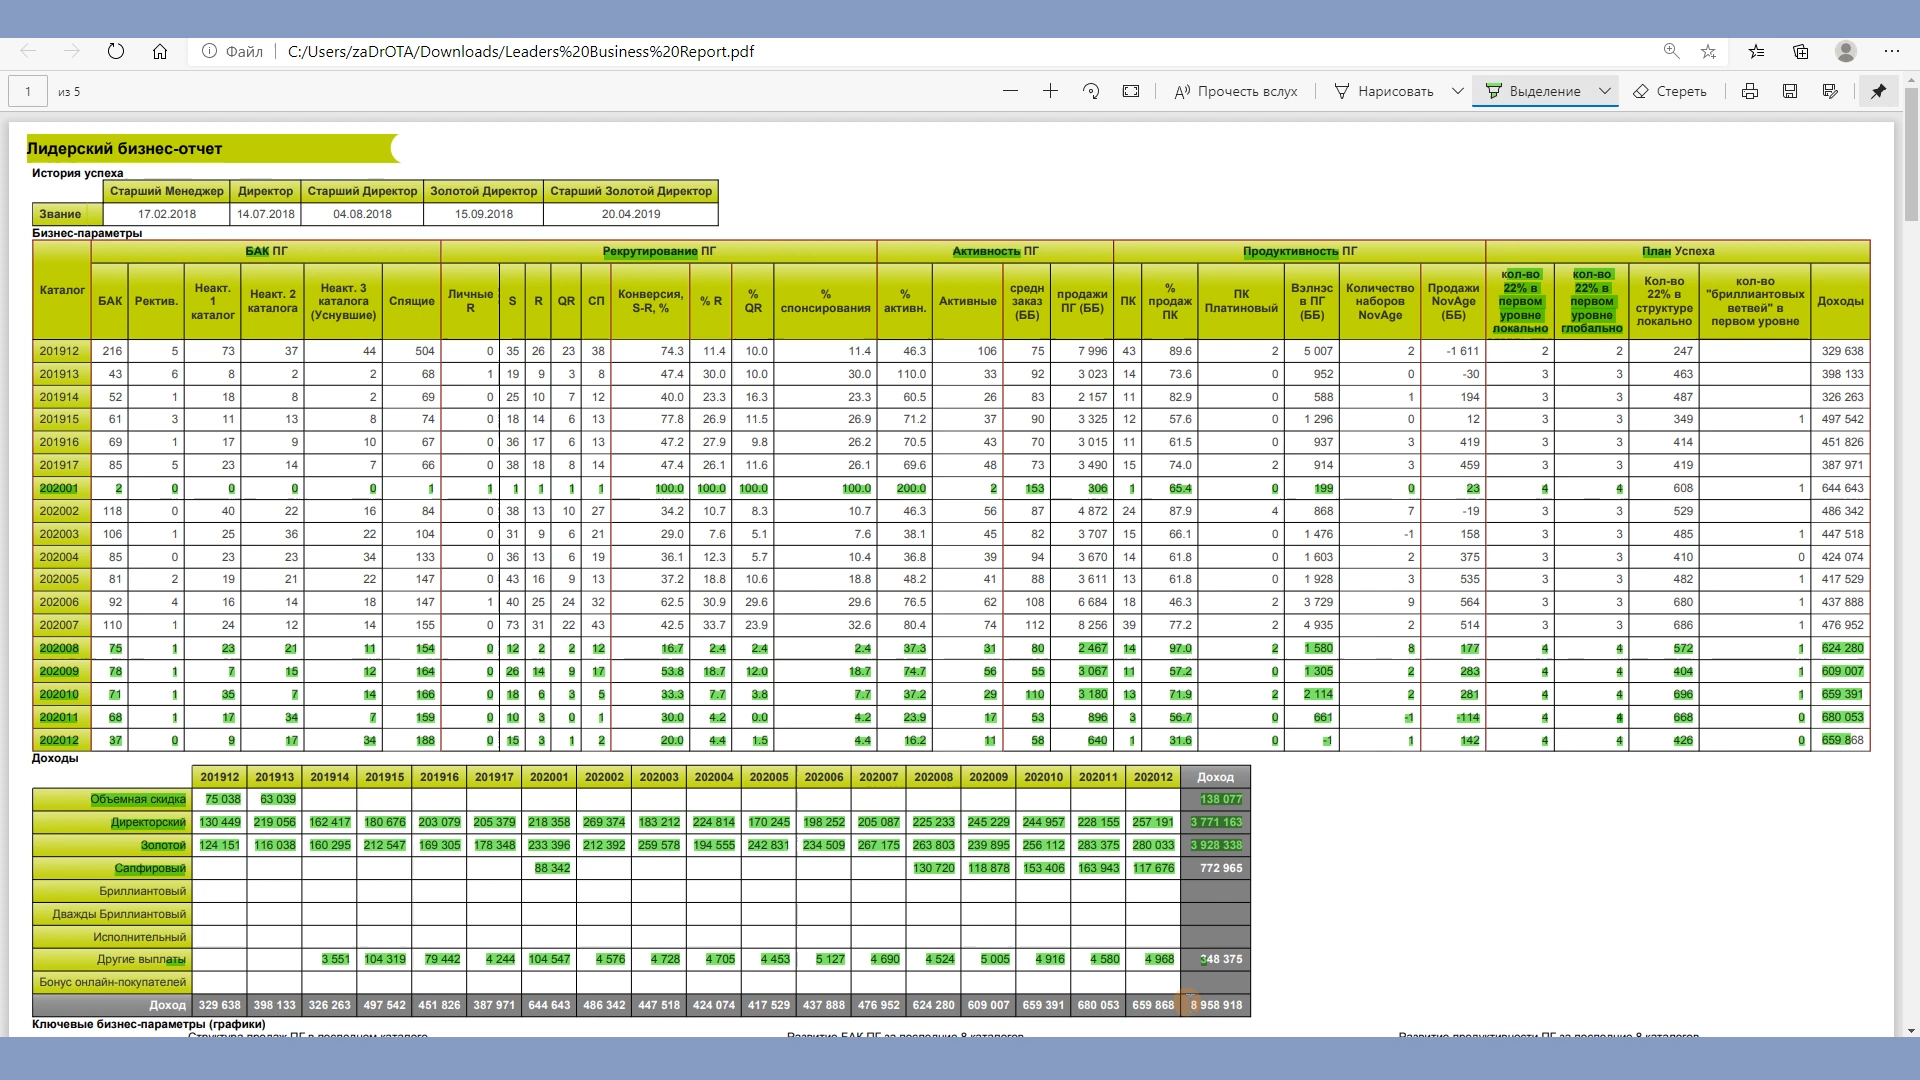 Файл C:/Users/zaDrOTA/Downloads/Leaders%20Business%20Report.pdf
1 из 5 Прочесть вслух Нарисовать Выделение Стереть
Лидерский бизнес-отчет
История успеха
Старший Менеджер Директор Старший Директор Золотой Директор Старший Золотой Директор
Звание 17.02.2018 14.07.2018 04.08.2018 15.09.2018 20.04.2019
Бизнес-параметры
БАК ПГ Рекрутирование ПГ Активность ПГ Продуктивность ПГ План Успеха
Каталог БАК Ректив. Неакт. 1 каталог Неакт. 2 каталога Неакт. 3 каталога (Уснувшие) Спящие Личные R S R QR СП Конверсия, S-R, % % R % QR % спонсирования % активн. Активные средн заказ (ББ) продажи ПГ (ББ) ПК % продаж ПК ПК Платиновый Вэлнэс в ПГ (ББ) Количество наборов NovAge Продажи NovAge (ББ) кол-во 22% в первом уровне локально кол-во 22% в первом уровне глобально Кол-во 22% в структуре локально кол-во "бриллиантовых ветвей" в первом уровне Доходы
201912 216 5 73 37 44 504 0 35 26 23 38 74.3 11.4 10.0 11.4 46.3 106 75 7 996 43 89.6 2 5 007 2 -1 611 2 2 247 329 638
201913 43 6 8 2 2 68 1 19 9 3 8 47.4 30.0 10.0 30.0 110.0 33 92 3 023 14 73.6 0 952 0 -30 3 3 463 398 133
201914 52 1 18 8 2 69 0 25 10 7 12 40.0 23.3 16.3 23.3 60.5 26 83 2 157 11 82.9 0 588 1 194 3 3 487 326 263
201915 61 3 11 13 8 74 0 18 14 6 13 77.8 26.9 11.5 26.9 71.2 37 90 3 325 12 57.6 0 1 296 0 12 3 3 349 1 497 542
201916 69 1 17 9 10 67 0 36 17 6 13 47.2 27.9 9.8 26.2 70.5 43 70 3 015 11 61.5 0 937 3 419 3 3 414 451 826
201917 85 5 23 14 7 66 0 38 18 8 14 47.4 26.1 11.6 26.1 69.6 48 73 3 490 15 74.0 2 914 3 459 3 3 419 387 971
202001 2 0 0 0 0 1 1 1 1 1 1 100.0 100.0 100.0 100.0 200.0 2 153 306 1 65.4 0 199 0 23 4 4 608 1 644 643
202002 118 0 40 22 16 84 0 38 13 10 27 34.2 10.7 8.3 10.7 46.3 56 87 4 872 24 87.9 4 868 7 -19 3 3 529 486 342
202003 106 1 25 36 22 104 0 31 9 6 21 29.0 7.6 5.1 7.6 38.1 45 82 3 707 15 66.1 0 1 476 -1 158 3 3 485 1 447 518
202004 85 0 23 23 34 133 0 36 13 6 19 36.1 12.3 5.7 10.4 36.8 39 94 3 670 14 61.8 0 1 603 2 375 3 3 410 0 424 074
202005 81 2 19 21 22 147 0 43 16 9 13 37.2 18.8 10.6 18.8 48.2 41 88 3 611 13 61.8 0 1 928 3 535 3 3 482 1 417 529
202006 92 4 16 14 18 147 1 40 25 24 32 62.5 30.9 29.6 29.6 76.5 62 108 6 684 18 46.3 2 3 729 9 564 3 3 680 1 437 888
202007 110 1 24 12 14 155 0 73 31 22 43 42.5 33.7 23.9 32.6 80.4 74 112 8 256 39 77.2 2 4 935 2 514 3 3 686 1 476 952
202008 75 1 23 21 11 154 0 12 2 2 12 16.7 2.4 2.4 2.4 37.3 31 80 2 467 14 97.0 2 1 580 8 177 4 4 572 1 624 280
202009 78 1 7 15 12 164 0 26 14 9 17 53.8 18.7 12.0 18.7 74.7 56 55 3 067 11 57.2 0 1 305 2 283 4 4 404 1 609 007
202010 71 1 35 7 14 166 0 18 6 3 5 33.3 7.7 3.8 7.7 37.2 29 110 3 180 13 71.9 2 2 114 2 281 4 4 696 1 659 391
202011 68 1 17 34 7 159 0 10 3 0 1 30.0 4.2 0.0 4.2 23.9 17 53 896 3 56.7 0 661 -1 -114 4 4 668 0 680 053
202012 37 0 9 17 34 188 0 15 3 1 2 20.0 4.4 1.5 4.4 16.2 11 58 640 1 31.6 0 -1 1 142 4 4 426 0 659 868
Доходы
201912 201913 201914 201915 201916 201917 202001 202002 202003 202004 202005 202006 202007 202008 202009 202010 202011 202012 Доход
Объемная скидка 75 038 63 039 138 077
Директорский 130 449 219 056 162 417 180 676 203 079 205 379 218 358 269 374 183 212 224 814 170 245 198 252 205 087 225 233 245 229 244 957 228 155 257 191 3 771 163
Золотой 124 151 116 038 160 295 212 547 169 305 178 348 233 396 212 392 259 578 194 555 242 831 234 509 267 175 263 803 239 895 256 112 283 375 280 033 3 928 338
Сапфировый 88 342 130 720 118 878 153 406 163 943 117 676 772 965
Бриллиантовый
Дважды Бриллиантовый
Исполнительный
Другие выплаты 3 551 104 319 79 442 4 244 104 547 4 576 4 728 4 705 4 453 5 127 4 690 4 524 5 005 4 916 4 580 4 968 348 375
Бонус онлайн-покупателей
Доход 329 638 398 133 326 263 497 542 451 826 387 971 644 643 486 342 447 518 424 074 417 529 437 888 476 952 624 280 609 007 659 391 680 053 659 868 8 958 918
Ключевые бизнес-параметры (графики)
Структура продаж ПГ в последнем каталоге Развитие БАК ПГ за последние 8 каталогов Развитие продуктивности ПГ за последние 8 каталогов